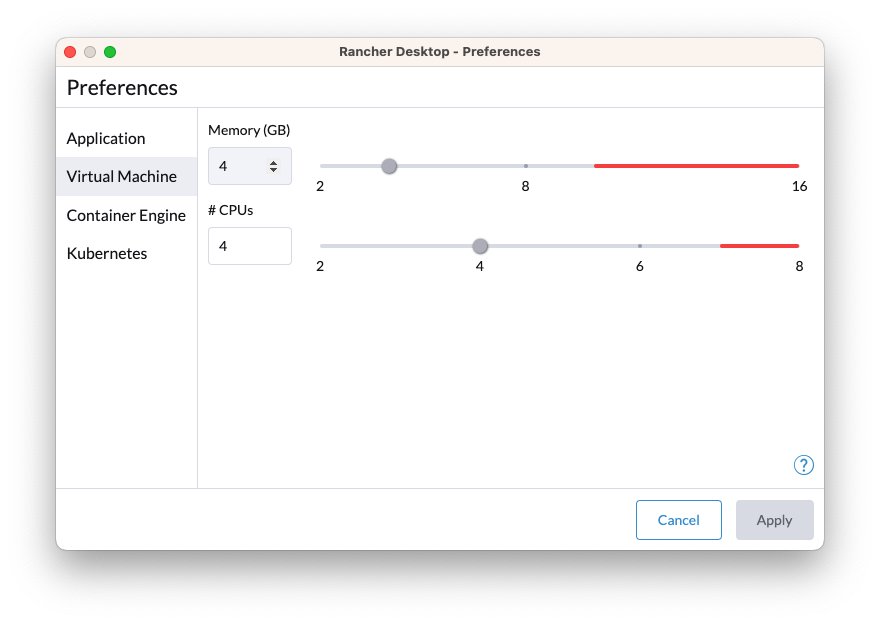 Rancher Desktop - Preferences
Preferences
Application
Virtual Machine
Container Engine
Kubernetes
Memory (GB)
4
2 8 16
# CPUs
4
2 4 6 8
?
Cancel Apply